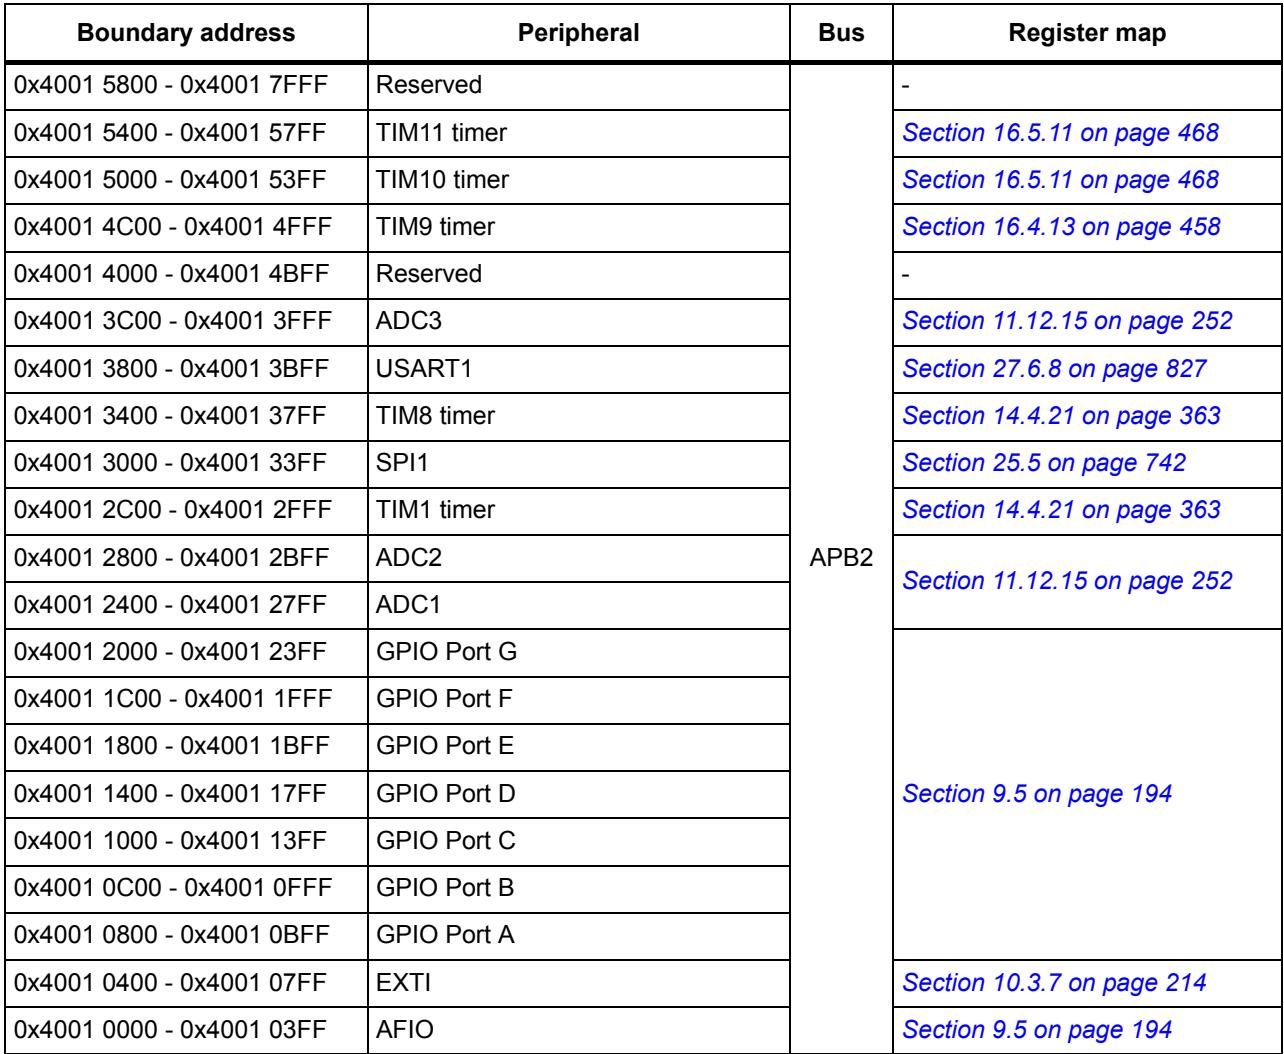 Boundary address Peripheral Bus Register map
0x4001 5800 - 0x4001 7FFF Reserved -
0x4001 5400 - 0x4001 57FF TIM11 timer Section 16.5.11 on page 468
0x4001 5000 - 0x4001 53FF TIM10 timer Section 16.5.11 on page 468
0x4001 4C00 - 0x4001 4FFF TIM9 timer Section 16.4.13 on page 458
0x4001 4000 - 0x4001 4BFF Reserved -
0x4001 3C00 - 0x4001 3FFF ADC3 Section 11.12.15 on page 252
0x4001 3800 - 0x4001 3BFF USART1 Section 27.6.8 on page 827
0x4001 3400 - 0x4001 37FF TIM8 timer Section 14.4.21 on page 363
0x4001 3000 - 0x4001 33FF SPI1 Section 25.5 on page 742
0x4001 2C00 - 0x4001 2FFF TIM1 timer Section 14.4.21 on page 363
0x4001 2800 - 0x4001 2BFF ADC2 APB2 Section 11.12.15 on page 252
0x4001 2400 - 0x4001 27FF ADC1
0x4001 2000 - 0x4001 23FF GPIO Port G
0x4001 1C00 - 0x4001 1FFF GPIO Port F
0x4001 1800 - 0x4001 1BFF GPIO Port E
0x4001 1400 - 0x4001 17FF GPIO Port D Section 9.5 on page 194
0x4001 1000 - 0x4001 13FF GPIO Port C
0x4001 0C00 - 0x4001 0FFF GPIO Port B
0x4001 0800 - 0x4001 0BFF GPIO Port A
0x4001 0400 - 0x4001 07FF EXTI Section 10.3.7 on page 214
0x4001 0000 - 0x4001 03FF AFIO Section 9.5 on page 194